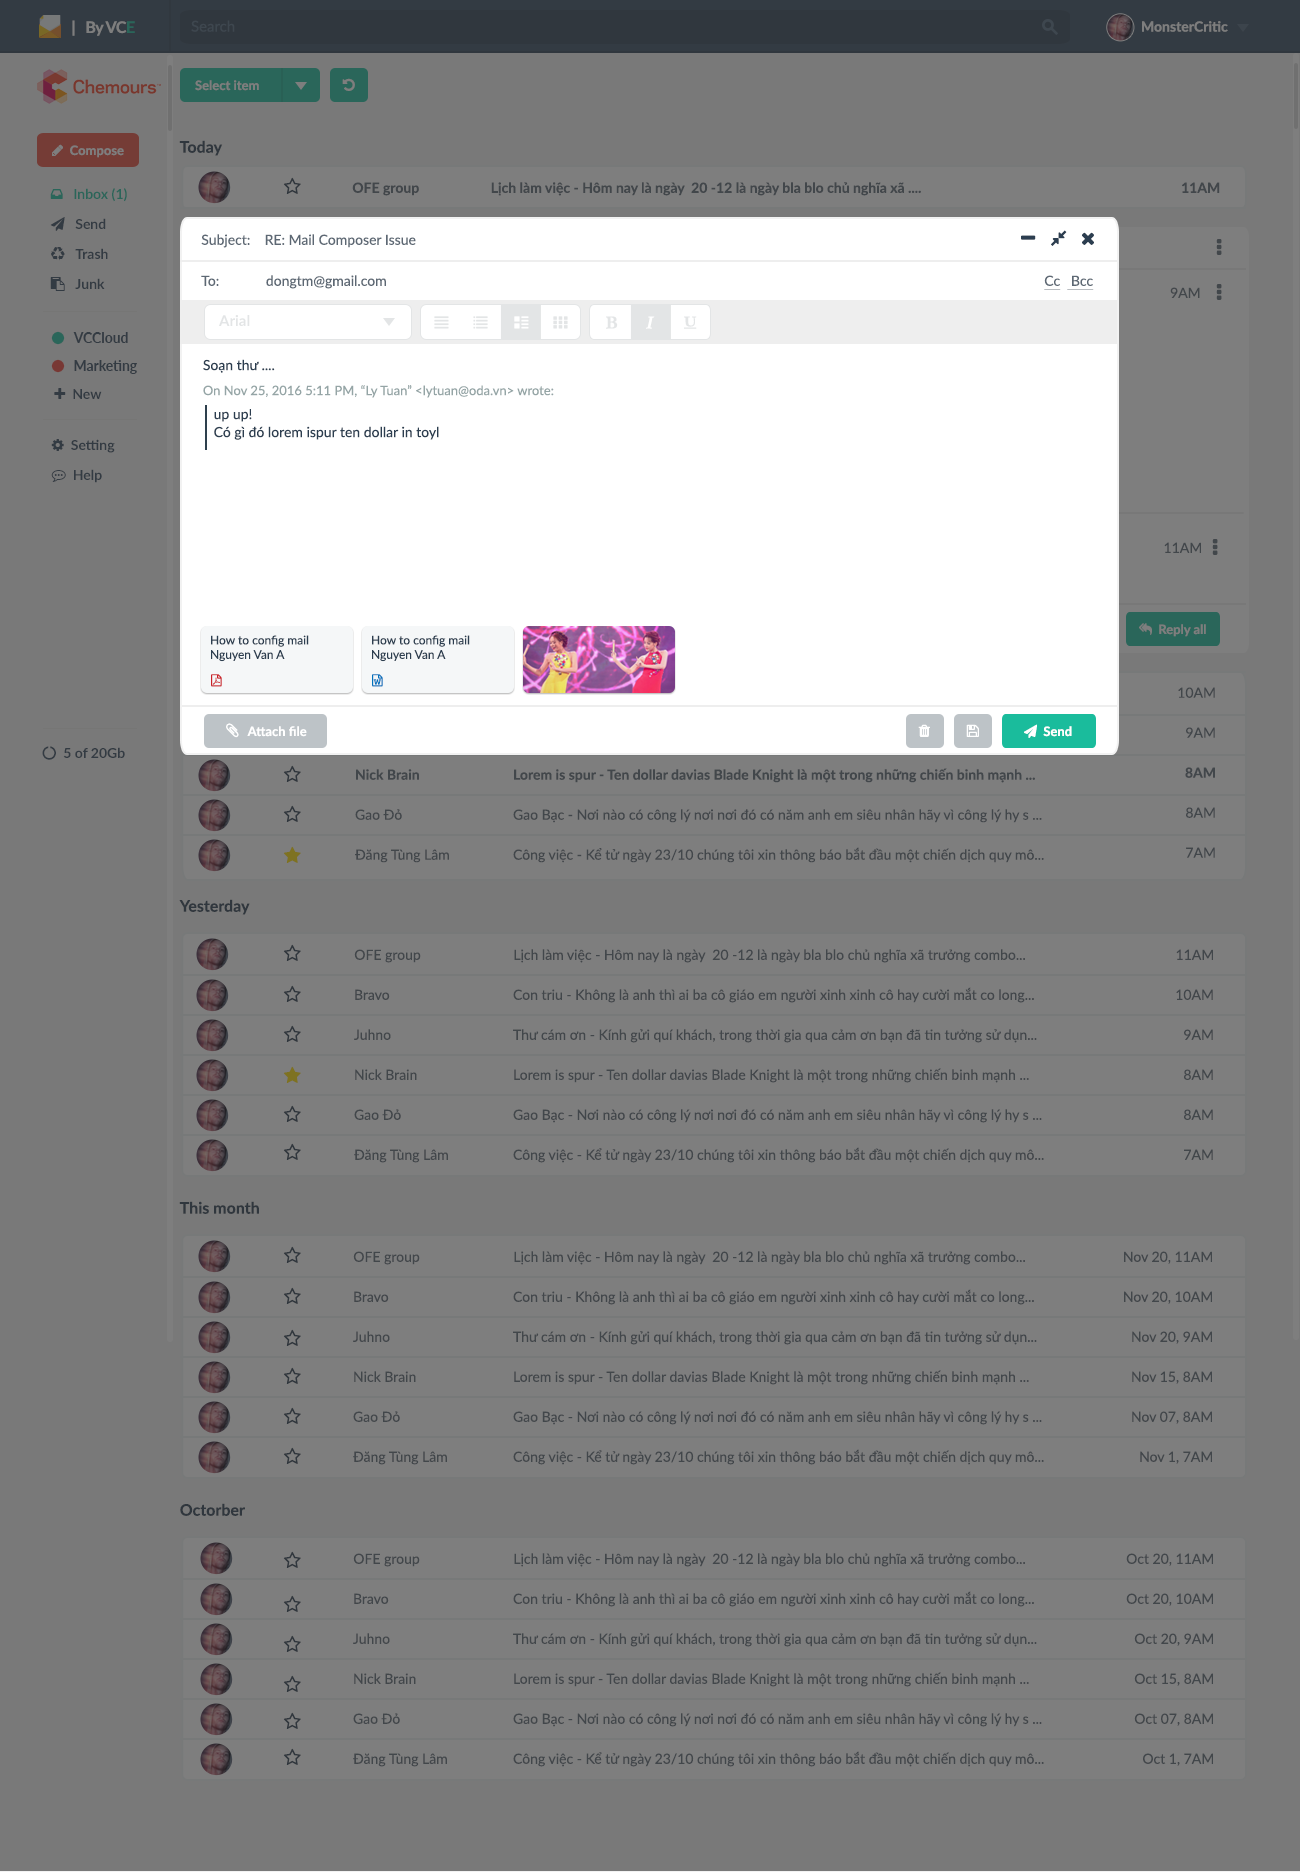 | By VCE
Search
MonsterCritic
Chemours™
Select item
Compose
Inbox (1)
Send
Trash
Junk
VCCloud
Marketing
New
Setting
Help
5 of 20Gb
Today
OFE group Lịch làm việc - Hôm nay là ngày 20 -12 là ngày bla blo chủ nghĩa xã .... 11AM
Subject: RE: Mail Composer Issue
To: dongtm@gmail.com Cc Bcc
9AM
Arial B I U
Soạn thư ....
On Nov 25, 2016 5:11 PM, “Ly Tuan” <lytuan@oda.vn> wrote:
up up!
Có gì đó lorem ispur ten dollar in toyl
11AM
How to config mail
Nguyen Van A
How to config mail
Nguyen Van A
Reply all
10AM
Attach file Send
9AM
Nick Brain Lorem is spur - Ten dollar davias Blade Knight là một trong những chiến binh mạnh ... 8AM
Gao Đỏ Gao Bạc - Nơi nào có công lý nơi nơi đó có năm anh em siêu nhân hãy vì công lý hy s ... 8AM
Đăng Tùng Lâm Công việc - Kể từ ngày 23/10 chúng tôi xin thông báo bắt đầu một chiến dịch quy mô... 7AM
Yesterday
OFE group Lịch làm việc - Hôm nay là ngày 20 -12 là ngày bla blo chủ nghĩa xã trưởng combo... 11AM
Bravo Con triu - Không là anh thì ai ba cô giáo em người xinh xinh cô hay cười mắt co long... 10AM
Juhno Thư cám ơn - Kính gửi quí khách, trong thời gia qua cảm ơn bạn đã tin tưởng sử dụn... 9AM
Nick Brain Lorem is spur - Ten dollar davias Blade Knight là một trong những chiến binh mạnh ... 8AM
Gao Đỏ Gao Bạc - Nơi nào có công lý nơi nơi đó có năm anh em siêu nhân hãy vì công lý hy s ... 8AM
Đăng Tùng Lâm Công việc - Kể từ ngày 23/10 chúng tôi xin thông báo bắt đầu một chiến dịch quy mô... 7AM
This month
OFE group Lịch làm việc - Hôm nay là ngày 20 -12 là ngày bla blo chủ nghĩa xã trưởng combo... Nov 20, 11AM
Bravo Con triu - Không là anh thì ai ba cô giáo em người xinh xinh cô hay cười mắt co long... Nov 20, 10AM
Juhno Thư cám ơn - Kính gửi quí khách, trong thời gia qua cảm ơn bạn đã tin tưởng sử dụn... Nov 20, 9AM
Nick Brain Lorem is spur - Ten dollar davias Blade Knight là một trong những chiến binh mạnh ... Nov 15, 8AM
Gao Đỏ Gao Bạc - Nơi nào có công lý nơi nơi đó có năm anh em siêu nhân hãy vì công lý hy s ... Nov 07, 8AM
Đăng Tùng Lâm Công việc - Kể từ ngày 23/10 chúng tôi xin thông báo bắt đầu một chiến dịch quy mô... Nov 1, 7AM
Octorber
OFE group Lịch làm việc - Hôm nay là ngày 20 -12 là ngày bla blo chủ nghĩa xã trưởng combo... Oct 20, 11AM
Bravo Con triu - Không là anh thì ai ba cô giáo em người xinh xinh cô hay cười mắt co long... Oct 20, 10AM
Juhno Thư cám ơn - Kính gửi quí khách, trong thời gia qua cảm ơn bạn đã tin tưởng sử dụn... Oct 20, 9AM
Nick Brain Lorem is spur - Ten dollar davias Blade Knight là một trong những chiến binh mạnh ... Oct 15, 8AM
Gao Đỏ Gao Bạc - Nơi nào có công lý nơi nơi đó có năm anh em siêu nhân hãy vì công lý hy s ... Oct 07, 8AM
Đăng Tùng Lâm Công việc - Kể từ ngày 23/10 chúng tôi xin thông báo bắt đầu một chiến dịch quy mô... Oct 1, 7AM